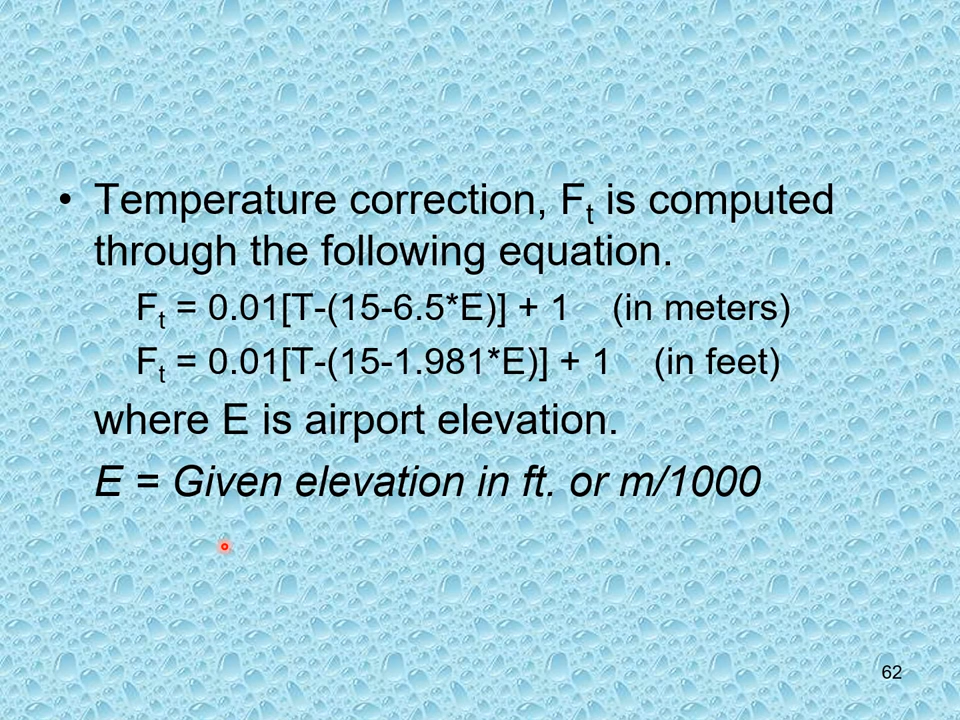 • Temperature correction, Ft is computed
through the following equation.
Ft = 0.01[T-(15-6.5*E)] + 1 (in meters)
Ft = 0.01[T-(15-1.981*E)] + 1 (in feet)
where E is airport elevation.
E = Given elevation in ft. or m/1000
62